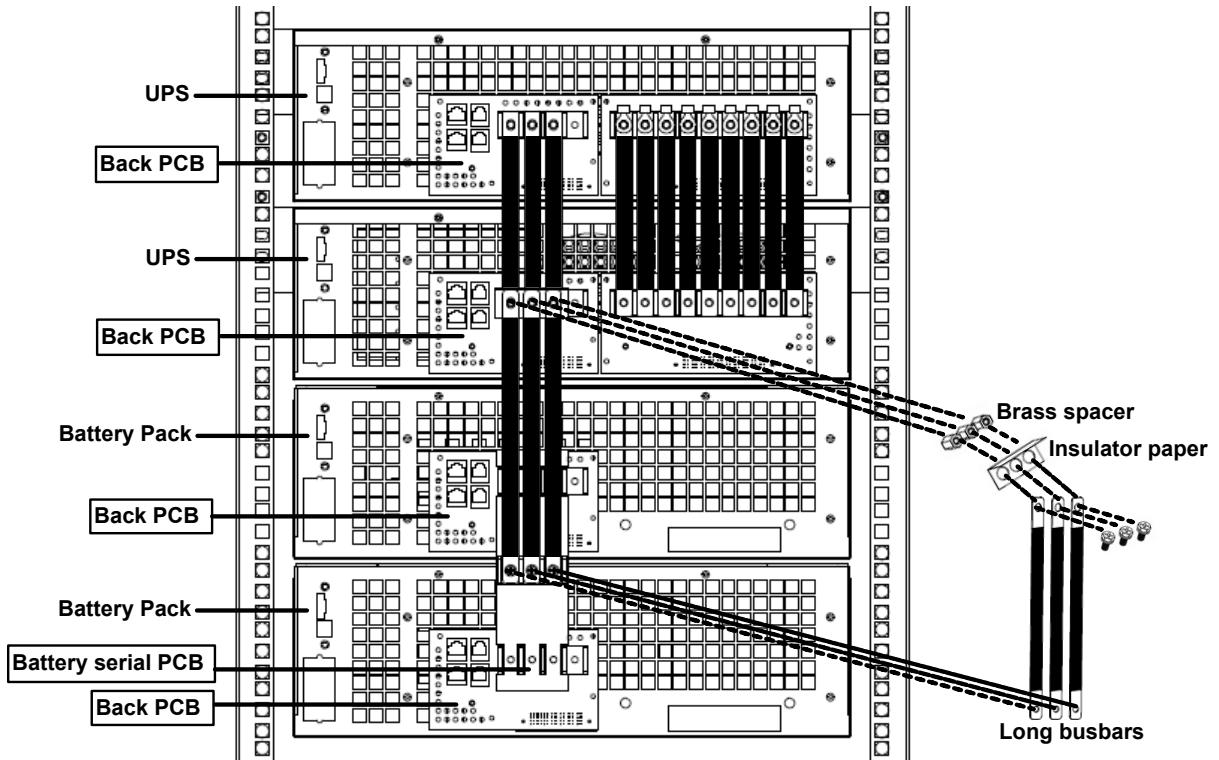 UPS
Back PCB
UPS
Back PCB
Brass spacer
Battery Pack
Insulator paper
Back PCB
Battery Pack
Battery serial PCB
Back PCB
Long busbars